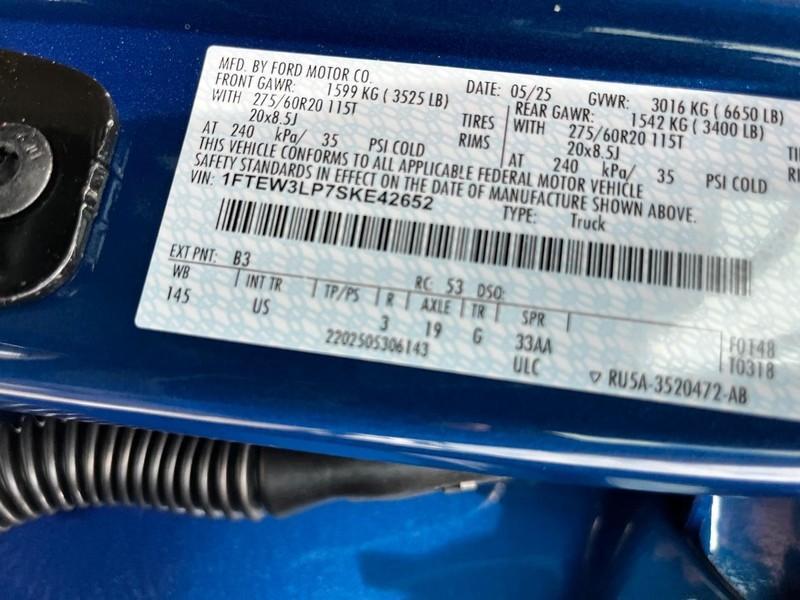 MFD. BY FORD MOTOR CO. DATE: 05/25 GVWR: 3016 KG ( 6650 LB)
FRONT GAWR: 1599 KG ( 3525 LB) REAR GAWR: 1542 KG ( 3400 LB)
WITH 275/60R20 115T TIRES WITH 275/60R20 115T
20x8.5J RIMS 20x8.5J
AT 240 kPa/ 35 PSI COLD AT 240 kPa/ 35 PSI COLD
THIS VEHICLE CONFORMS TO ALL APPLICABLE FEDERAL MOTOR VEHICLE
SAFETY STANDARDS IN EFFECT ON THE DATE OF MANUFACTURE SHOWN ABOVE.
VIN: 1FTEW3LP7SKE42652 TYPE: Truck
EXT PNT: B3 RC: 53 DSO:
WB INT TR TP/PS R AXLE TR SPR
145 US 3 19 G 33AA F0148
2202505306143 ULC T0318
▽ RU5A-3520472-AB